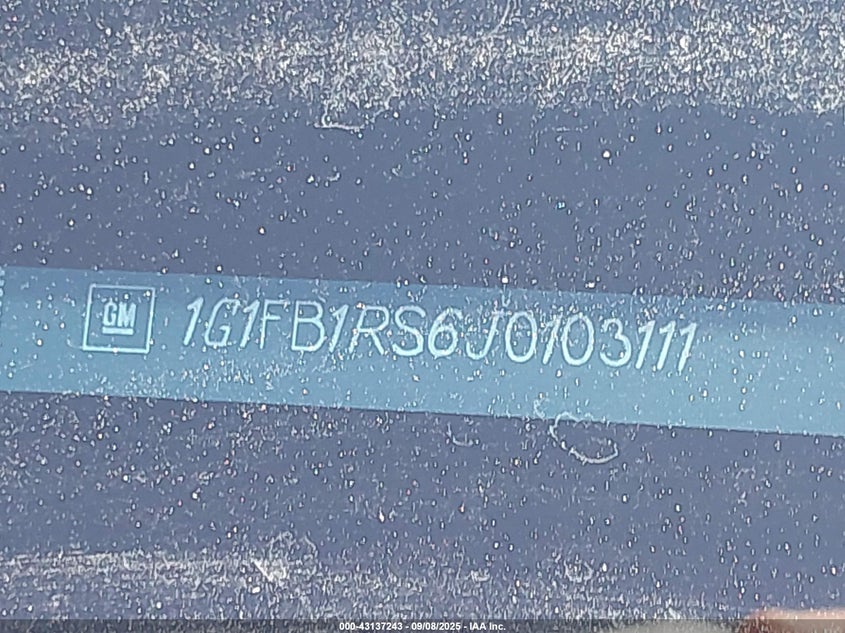 GM 1G1FB1RS6J0103111
000-43137243 - 09/08/2025 - IAA Inc.